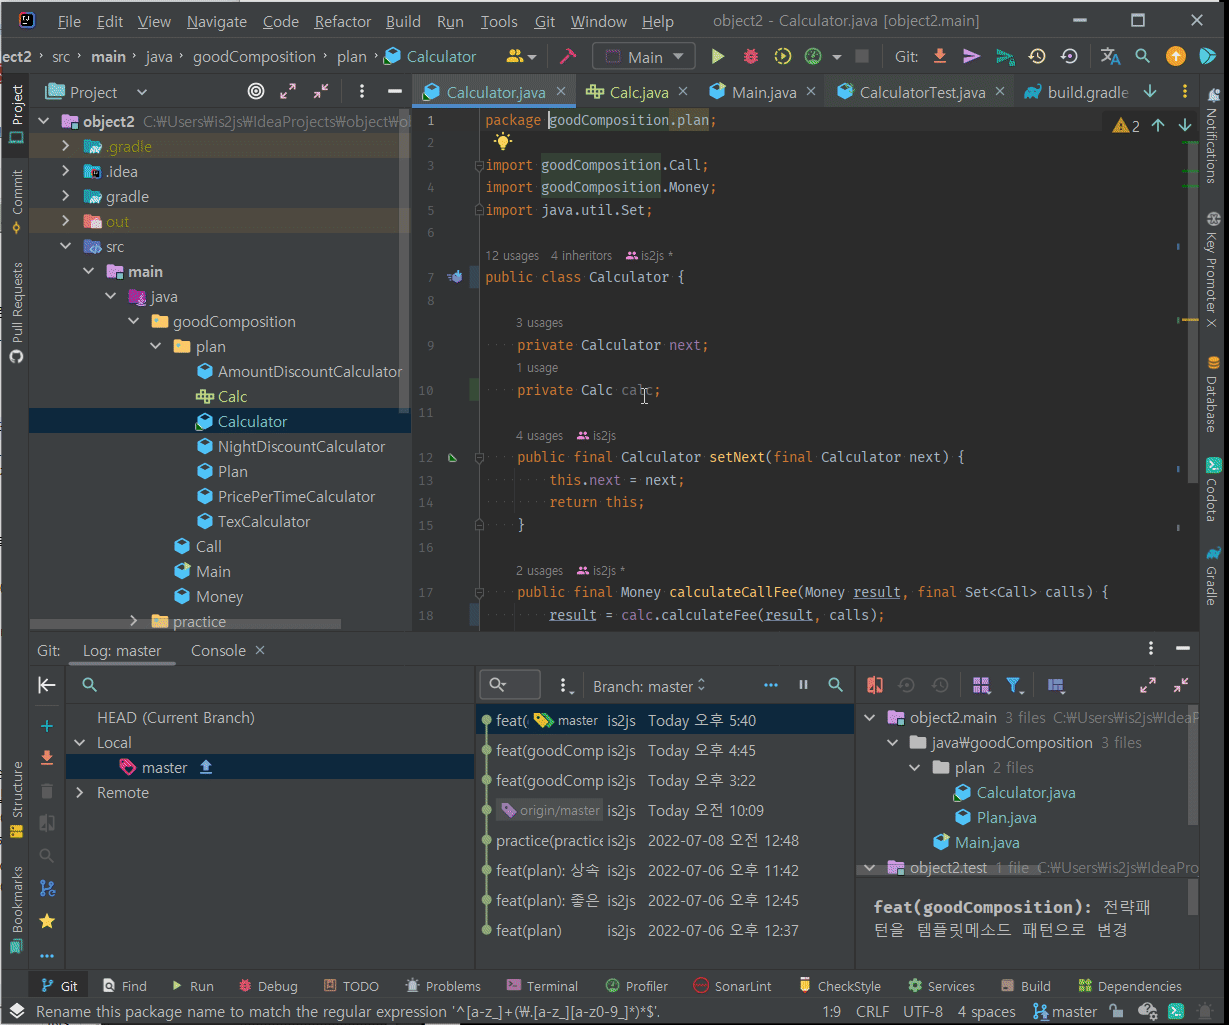 File Edit View Navigate Code Refactor Build Run Tools Git Window Help object2 - Calculator.java [object2.main]
ect2 src main java goodComposition plan Calculator Main Git:
Project
Calculator.java Calc.java Main.java CalculatorTest.java build.gradle
object2 C:\Users\is2js\IdeaProjects\object\ob
.gradle
.idea
gradle
out
src
main
java
goodComposition
plan
AmountDiscountCalculator
Calc
Calculator
NightDiscountCalculator
Plan
PricePerTimeCalculator
TexCalculator
Call
Main
Money
practice
Project
Commit
Pull Requests
Structure
Bookmarks
2
1 package goodComposition.plan;
2
3 import goodComposition.Call;
4 import goodComposition.Money;
5 import java.util.Set;
6
12 usages 4 inheritors is2js *
7 public class Calculator {
8
3 usages
9 private Calculator next;
1 usage
10 private Calc calc;
11
4 usages is2js
12 public final Calculator setNext(final Calculator next) {
13 this.next = next;
14 return this;
15 }
16
2 usages is2js *
17 public final Money calculateCallFee(Money result, final Set<Call> calls) {
18 result = calc.calculateFee(result, calls);
Notifications
Key Promoter X
Database
Codota
Gradle
Git: Log: master Console
HEAD (Current Branch)
Local
master
Remote
Branch: master
feat( master is2js Today 오후 5:40
feat(goodComp is2js Today 오후 4:45
feat(goodComp is2js Today 오후 3:22
origin/master is2js Today 오전 10:09
practice(practice is2js 2022-07-08 오전 12:48
feat(plan): 상속 is2js 2022-07-06 오후 11:42
feat(plan): 좋은 is2js 2022-07-06 오후 12:45
feat(plan) is2js 2022-07-06 오후 12:37
object2.main 3 files C:₩Users₩is2js₩IdeaP
java₩goodComposition 3 files
plan 2 files
Calculator.java
Plan.java
Main.java
object2.test 1 file C:₩Users₩is2js₩IdeaPro
feat(goodComposition): 전략패
턴을 템플릿메소드 패턴으로 변경
Git Find Run Debug TODO Problems Terminal Profiler SonarLint CheckStyle Services Build Dependencies
Rename this package name to match the regular expression '^[a-z_]+(₩.[a-z_][a-z0-9_]*)*$'. 1:9 CRLF UTF-8 4 spaces master